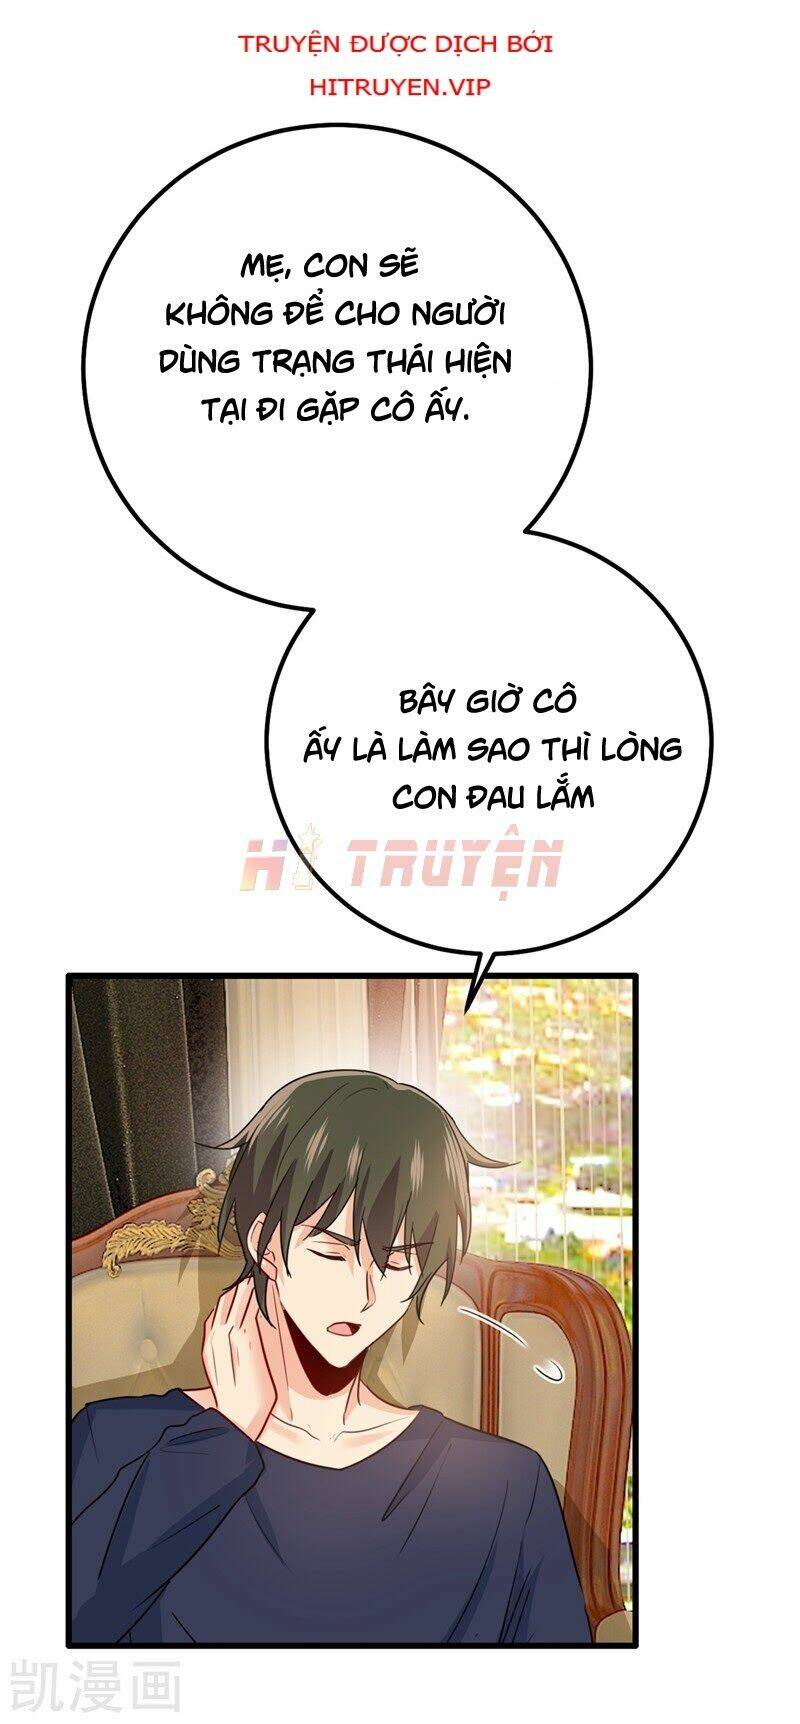 TRUYỆN ĐƯỢC DỊCH BỞI
HITRUYEN.VIP
MẸ, CON SẼ
KHÔNG ĐỂ CHO NGƯỜI
DÙNG TRẠNG THÁI HIỆN
TẠI ĐI GẶP CÔ ẤY.
BÂY GIỜ CÔ
ẤY LÀ LÀM SAO THÌ LÒNG
CON ĐAU LẮM
HI TRUYỆN
凯漫画